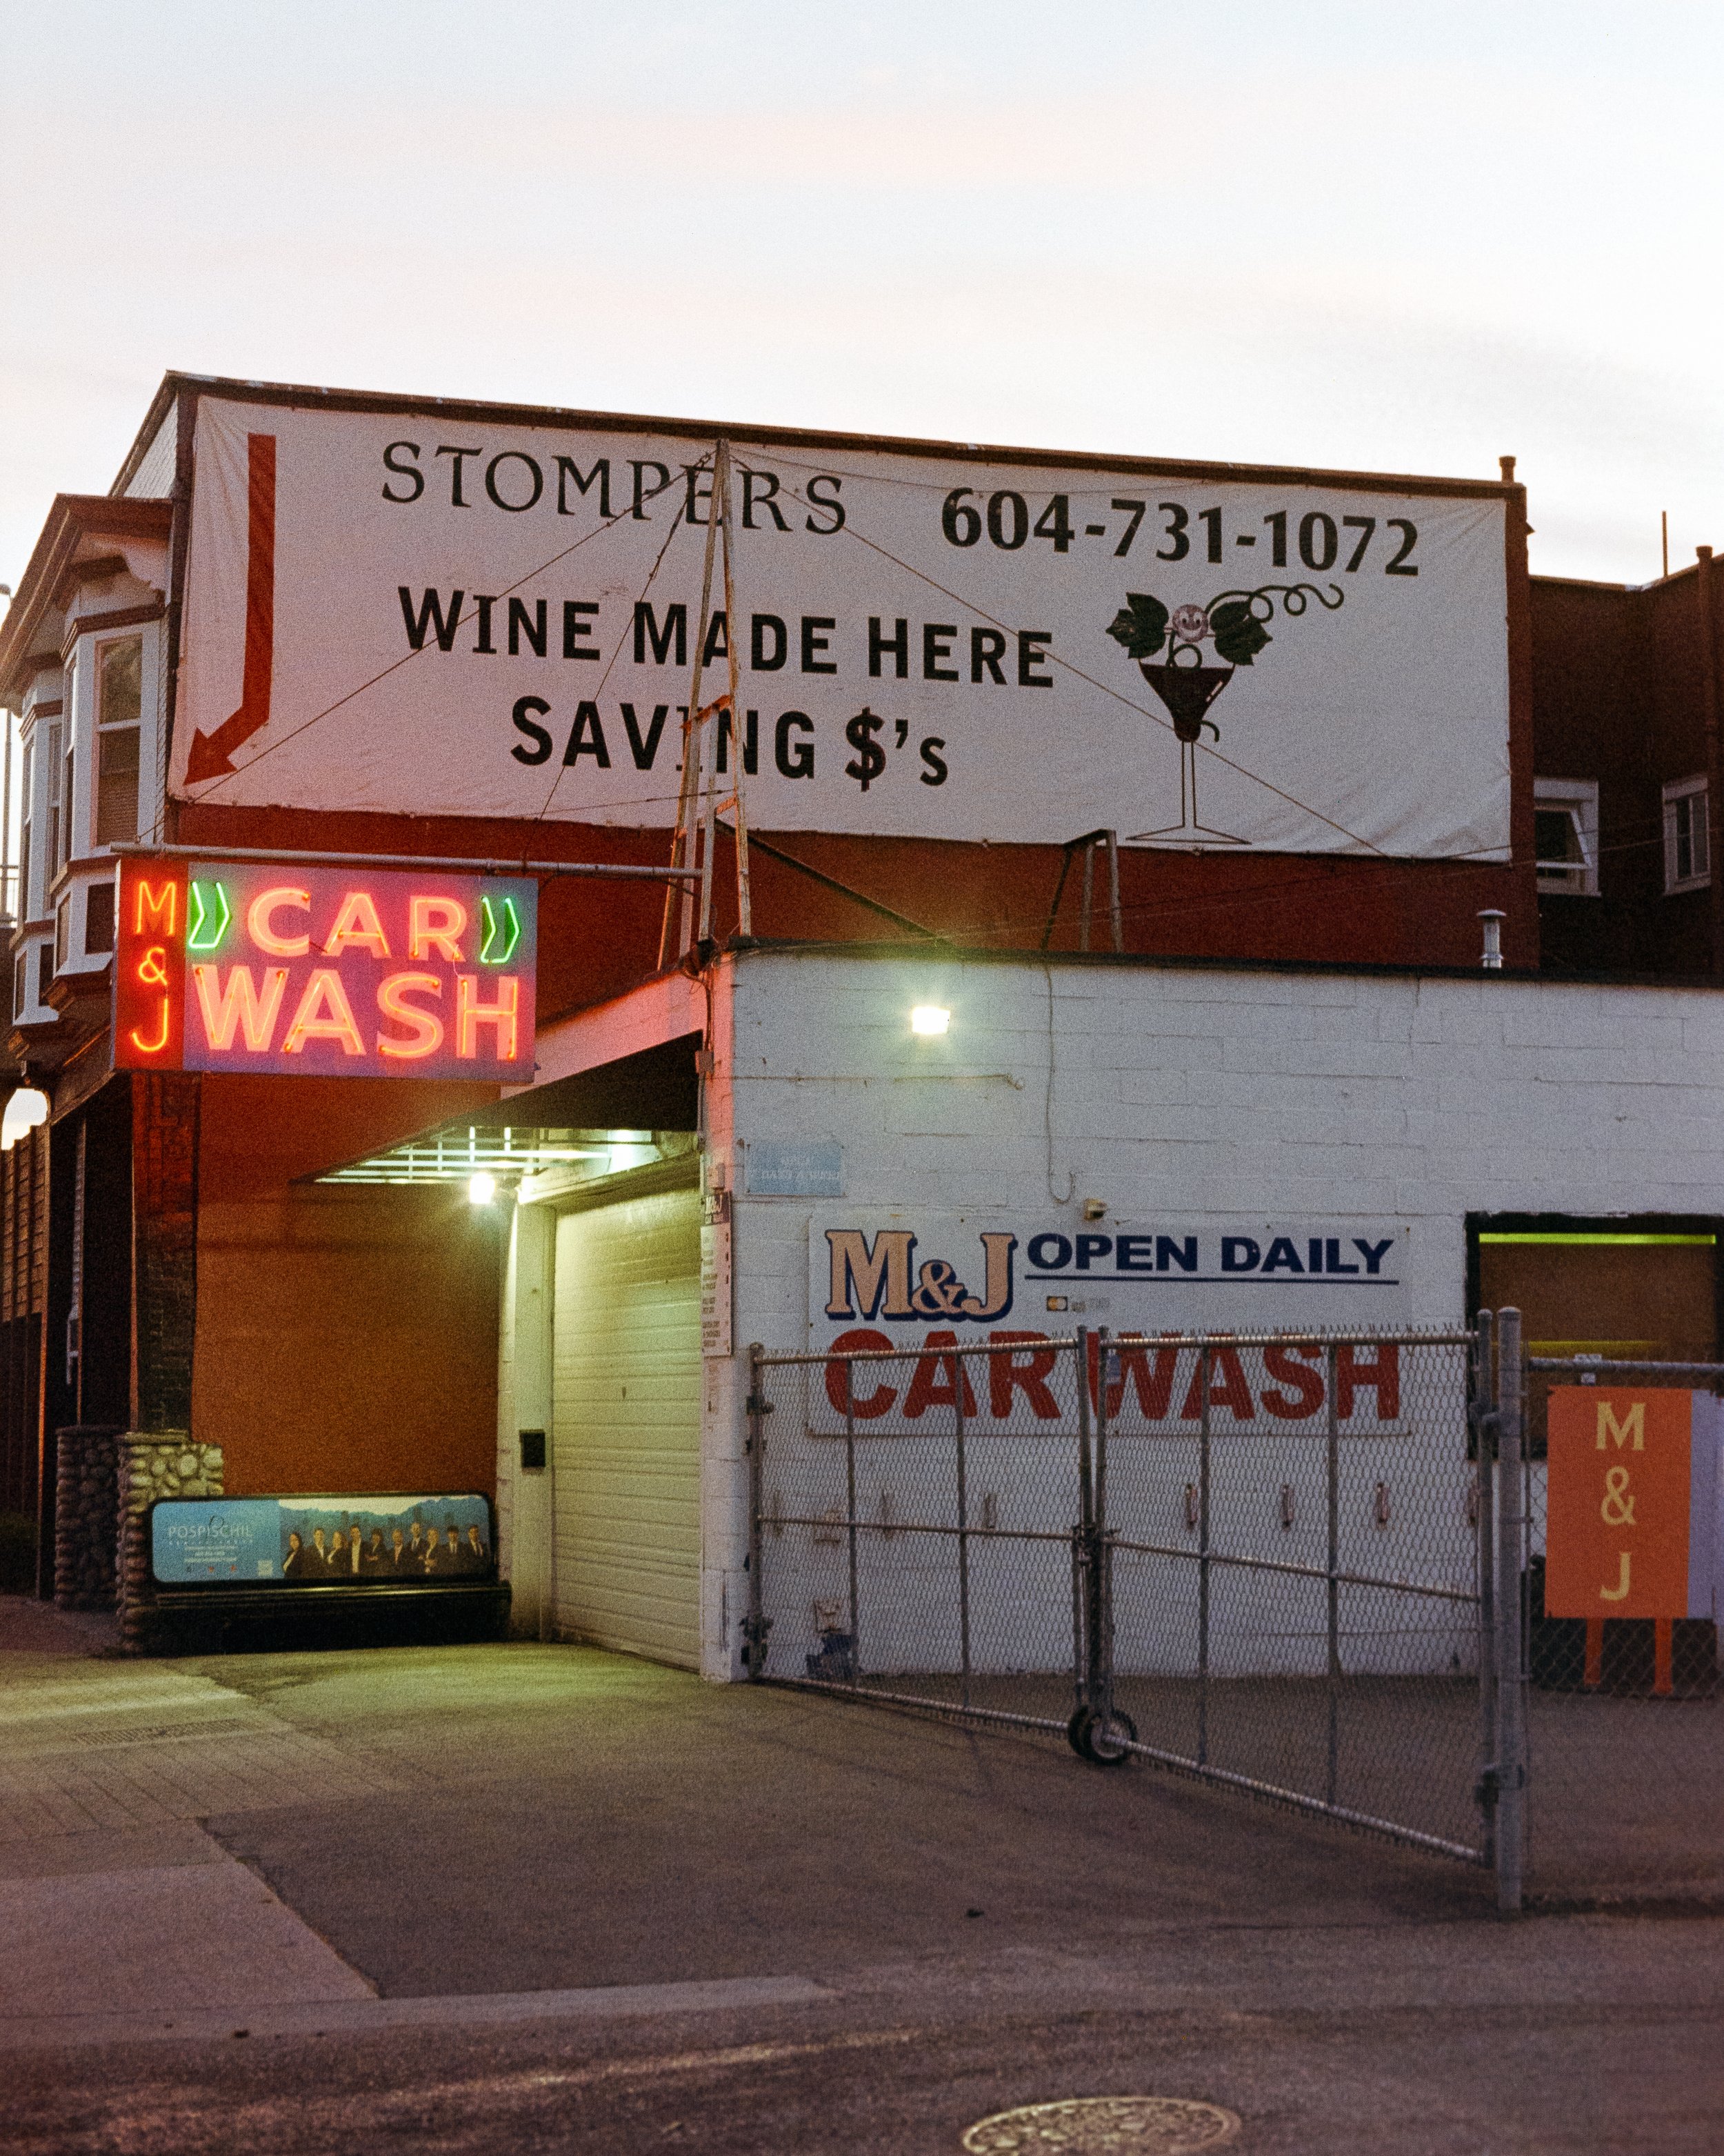 STOMPERS 604-731-1072
WINE MADE HERE
SAVING $'s
M
&
J
CAR
WASH
M&J OPEN DAILY
CAR WASH
M
&
J
POSPISCHIL